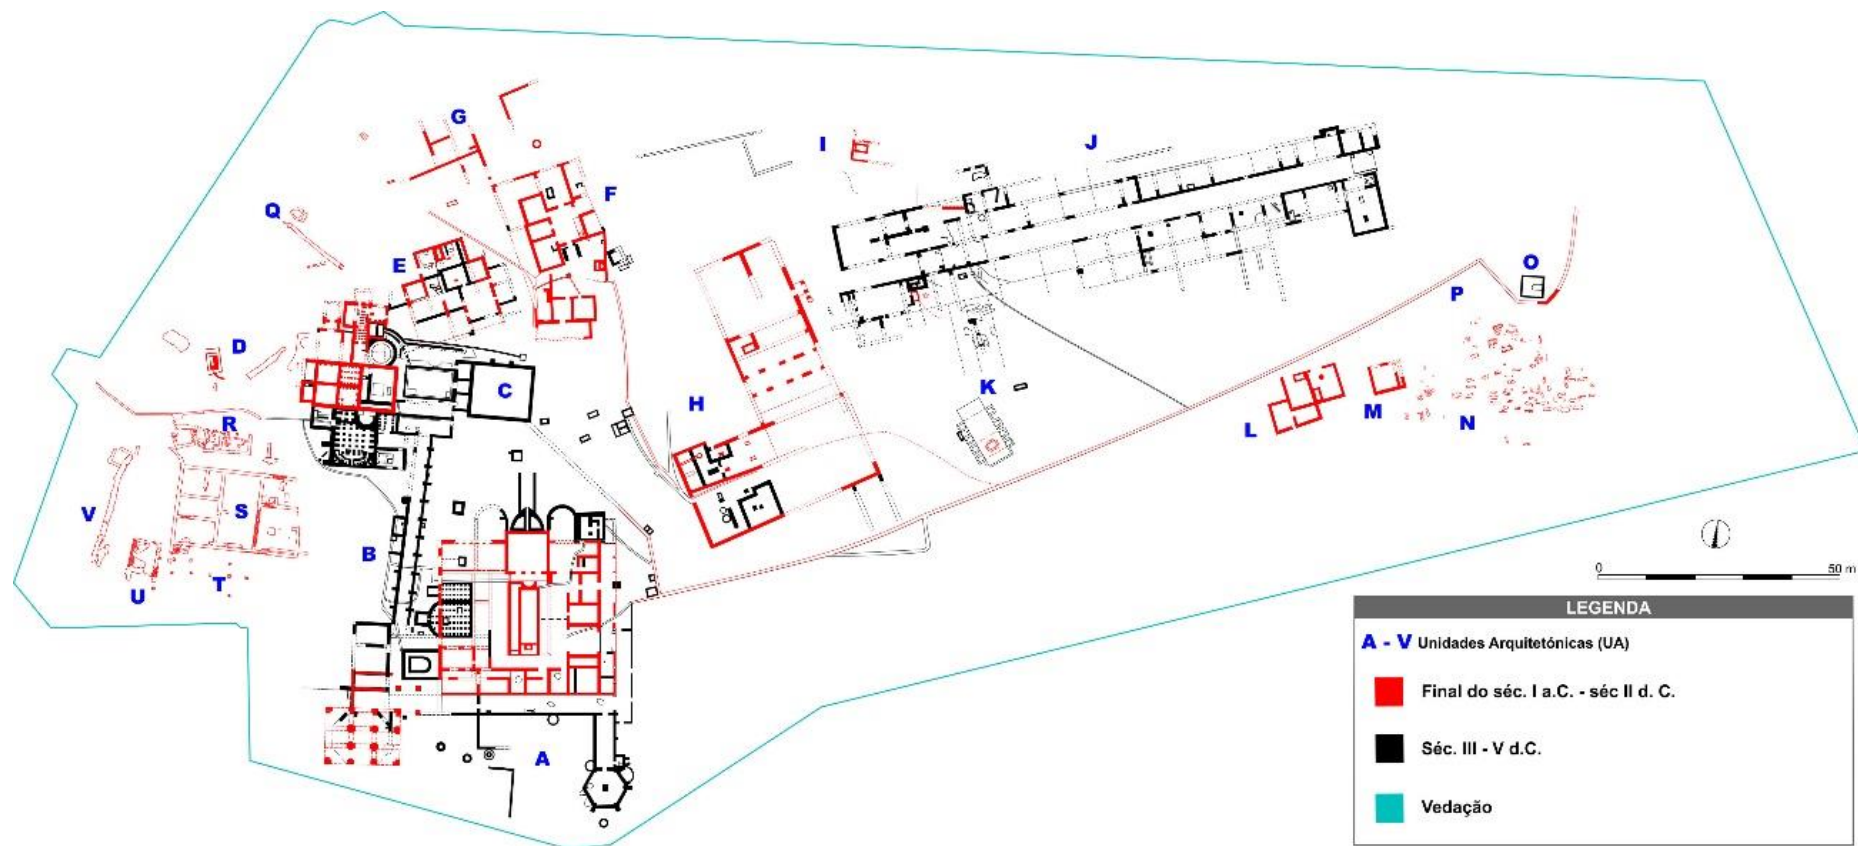 G
I
J
F
Q
E
O
P
D
C
K
H
R
M
L
N
V
S
B
U
T
A
0
50 m
LEGENDA
A - V Unidades Arquitetónicas (UA)
Final do séc. I a.C. - séc II d. C.
Séc. III - V d.C.
Vedação